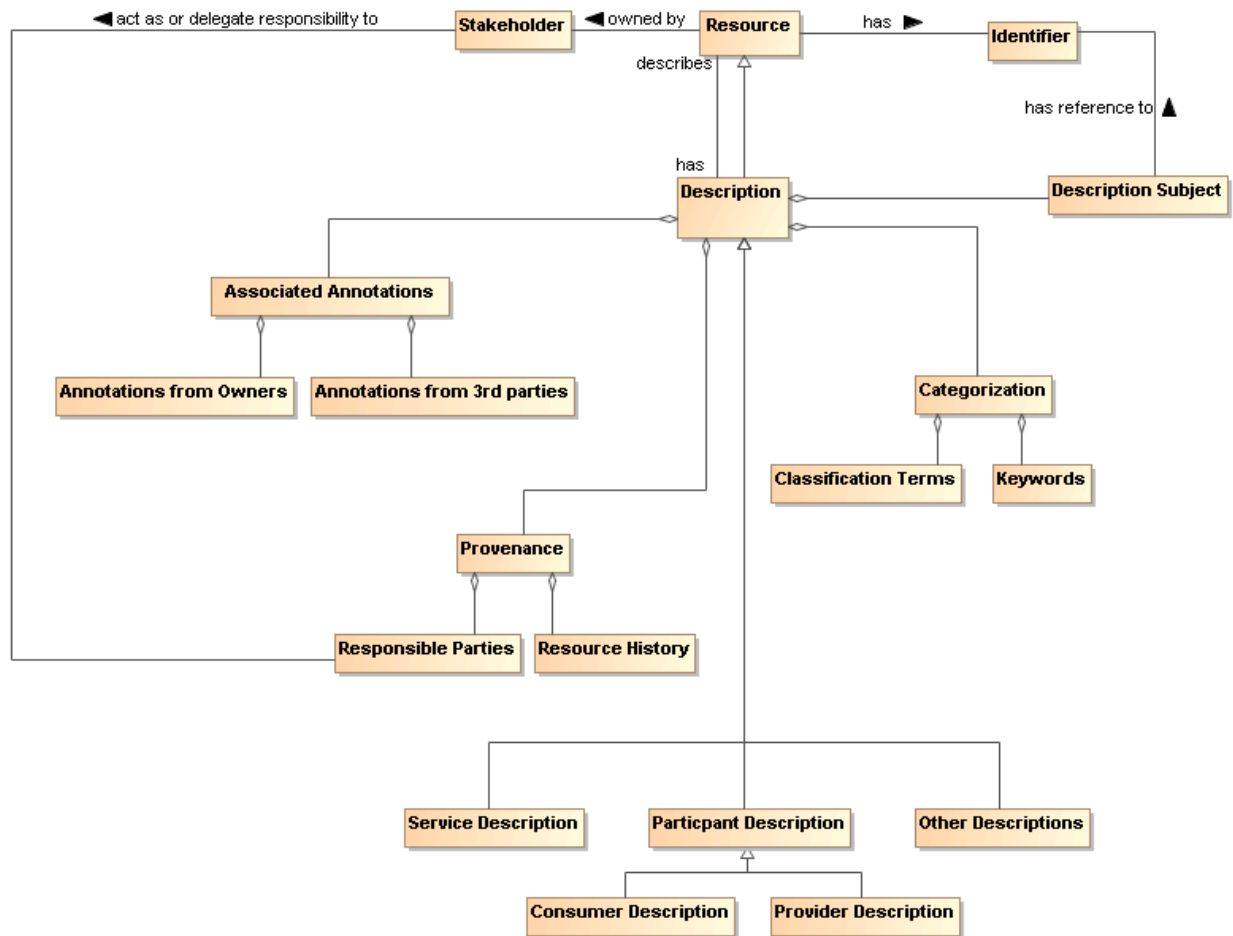 act as or delegate responsibility to
Stakeholder
owned by
Resource
has
Identifier
describes
has reference to
has
Description
Description Subject
Associated Annotations
Annotations from Owners
Annotations from 3rd parties
Categorization
Classification Terms
Keywords
Provenance
Responsible Parties
Resource History
Service Description
Particpant Description
Other Descriptions
Consumer Description
Provider Description